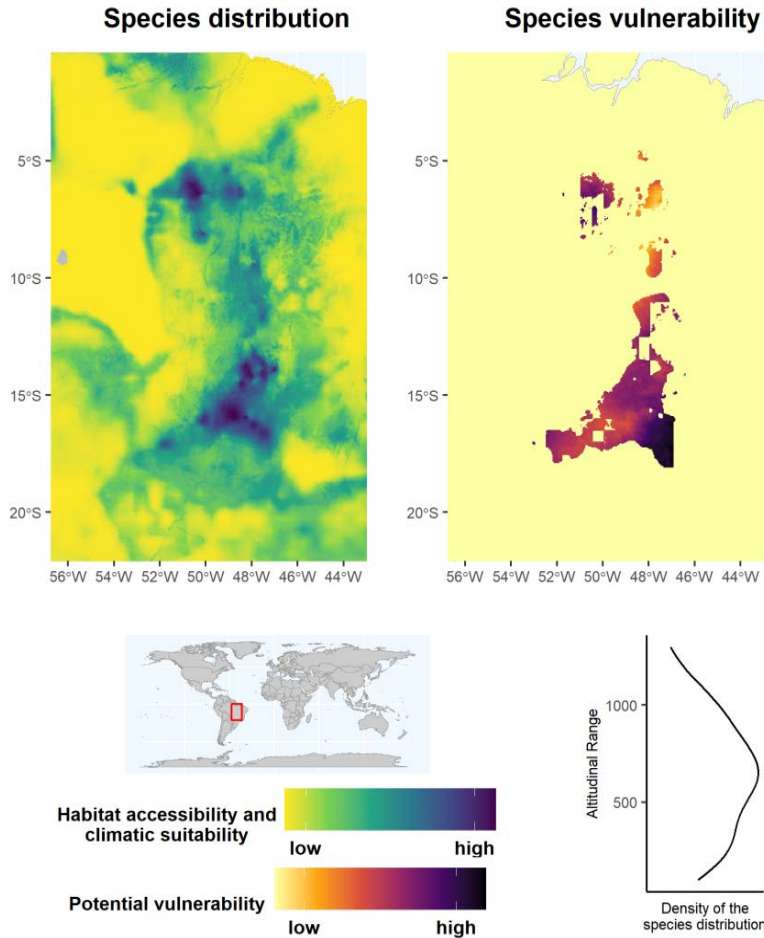 Species distribution
Species vulnerability
5°S
10°S
15°S
20°S
56°W 54°W 52°W 50°W 48°W 46°W 44°W
5°S
10°S
15°S
20°S
56°W 54°W 52°W 50°W 48°W 46°W 44°W
Habitat accessibility and
climatic suitability
low high
Potential vulnerability
low high
Altitudinal Range
1000
500
Density of the
species distribution